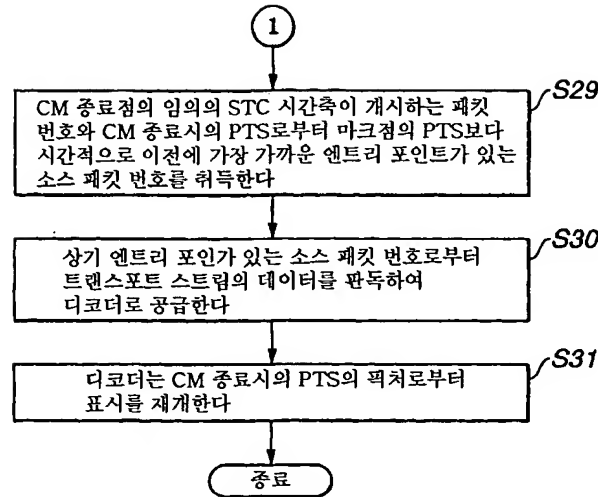 1
S29
CM 종료점의 임의의 STC 시간축이 개시하는 패킷
번호와 CM 종료시의 PTS로부터 마크점의 PTS보다
시간적으로 이전에 가장 가까운 엔트리 포인트가 있는
소스 패킷 번호를 취득한다
S30
상기 엔트리 포인가 있는 소스 패킷 번호로부터
트랜스포트 스트림의 데이터를 판독하여
디코더로 공급한다
S31
디코더는 CM 종료시의 PTS의 픽처로부터
표시를 재개한다
종료